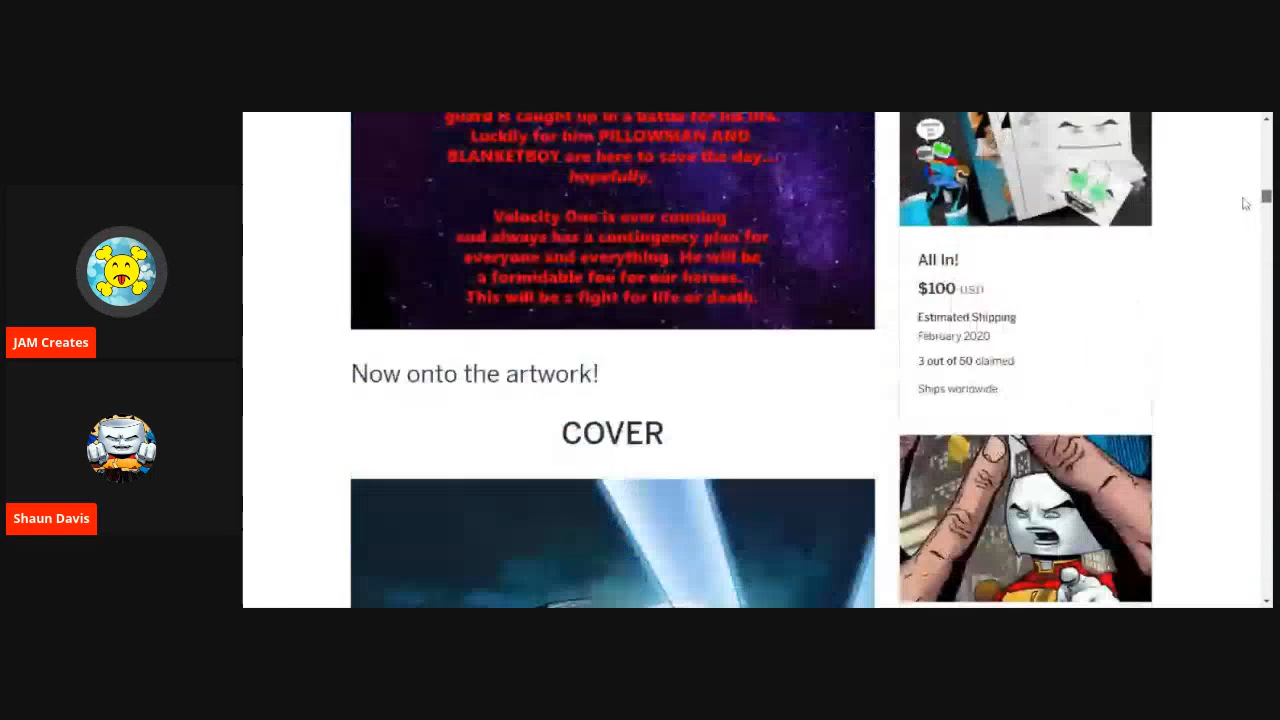 guard is caught up in a battle for his life.
Luckily for him PILLOWMAN AND
BLANKETBOY are here to save the day...
hopefully.
Velocity One is ever cunning
and always has a contingency plan for
everyone and everything. He will be
a formidable foe for our heroes.
This will be a fight for life or death.
Now onto the artwork!
COVER
All In!
$100 USD
Estimated Shipping
February 2020
3 out of 50 claimed
Ships worldwide
JAM Creates
Shaun Davis